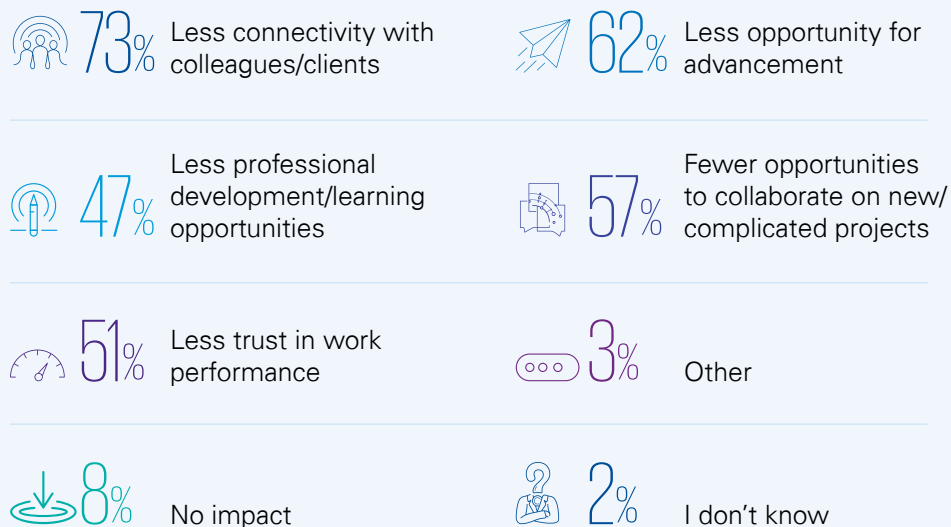 73% Less connectivity with
colleagues/clients
62% Less opportunity for
advancement
47% Less professional
development/learning
opportunities
57% Fewer opportunities
to collaborate on new/
complicated projects
51% Less trust in work
performance
3% Other
8% No impact
2% I don't know